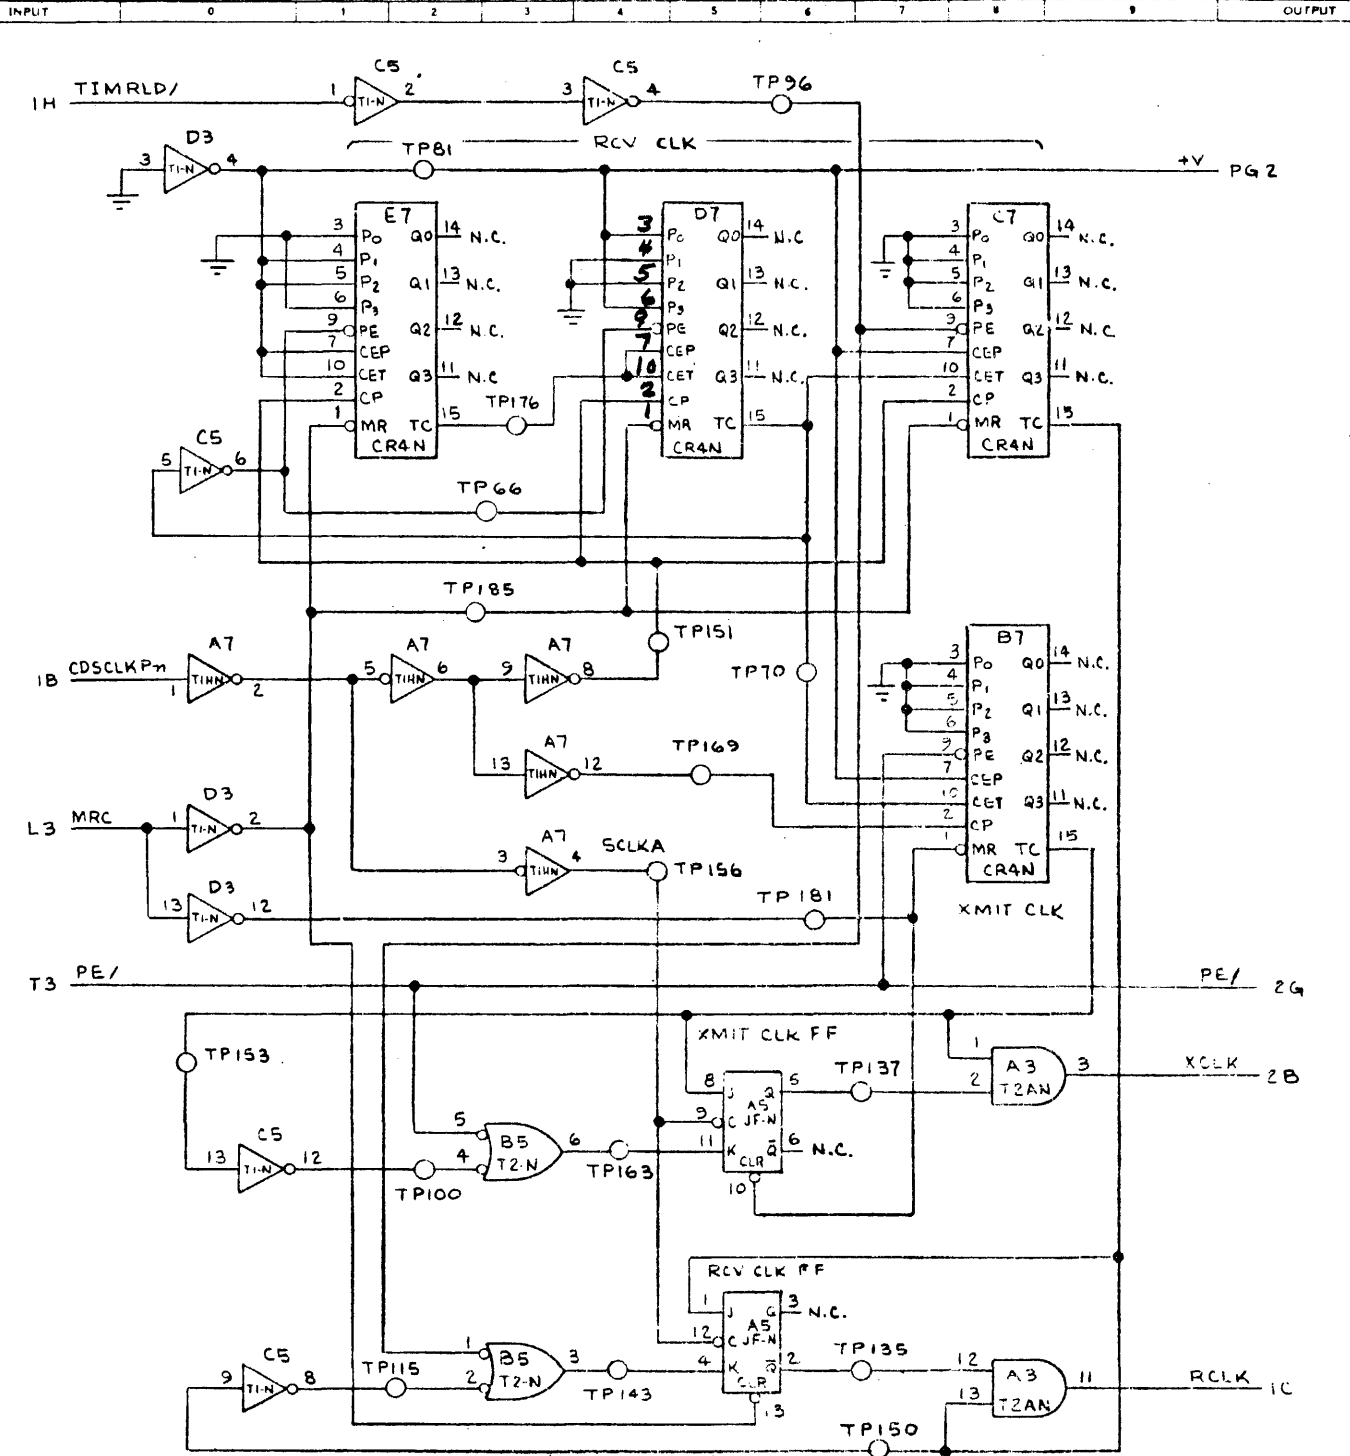 INPUT 0 1 2 3 4 5 6 7 8 9 OUTPUT
C5 C5 TP96
1H TIMRLD/ 1 TI-N 2 3 TI-N 4
D3 TP81 RCV CLK
3 TI-N 4 +V PG2
E7 D7 C7
3 P0 Q0 14 N.C. 3 P0 Q0 14 N.C 3 P0 Q0 14 N.C.
4 P1 4 P1 4 P1
5 P2 Q1 13 N.C. 5 P2 Q1 13 N.C. 5 P2 Q1 13 N.C.
6 P3 6 P3 6 P3
9 PE Q2 12 N.C. 9 PE Q2 12 N.C. 9 PE Q2 12 N.C
7 CEP 7 CEP 7 CEP
10 CET Q3 11 N.C 10 CET Q3 11 N.C. 10 CET Q3 11 N.C.
2 CP 2 CP 2 CP
1 MR TC 15 TP176 1 MR TC 15 1 MR TC 15
CR4N CR4N CR4N
C5
5 TI-N 6
TP66
TP185
TP151
1B CDSCLKPn 1 A7 TIHN 2 5 A7 TIHN 6 9 A7 TIHN 8
TP70
B7
3 P0 Q0 14 N.C.
4 P1
5 P2 Q1 13 N.C.
6 P3
9 PE Q2 12 N.C.
7 CEP
10 CET Q3 11 N.C.
2 CP
1 MR TC 15
CR4N
XMIT CLK
A7
13 TIHN 12 TP169
D3
L3 MRC 1 TI-N 2
A7 SCLKA
3 TIHN 4 TP156
D3
13 TI-N 12 TP181
T3 PE/ PE/ 2G
TP153
XMIT CLK FF
8 J Q 5 TP137
9 C A5 JF-N
11 K Q̅ 6 N.C.
CLR
10
1 A3 3 XCLK 2B
2 T2AN
C5
13 TI-N 12 TP100
5 B5 6 TP163
4 T2-N
RCV CLK FF
1 J Q 3 N.C.
12 C A5 JF-N
4 K Q̅ 2 TP135
CLR
13
12 A3 11 RCLK 1C
13 T2AN
C5
9 TI-N 8 TP115
1 B5 3 TP143
2 T2-N
TP150